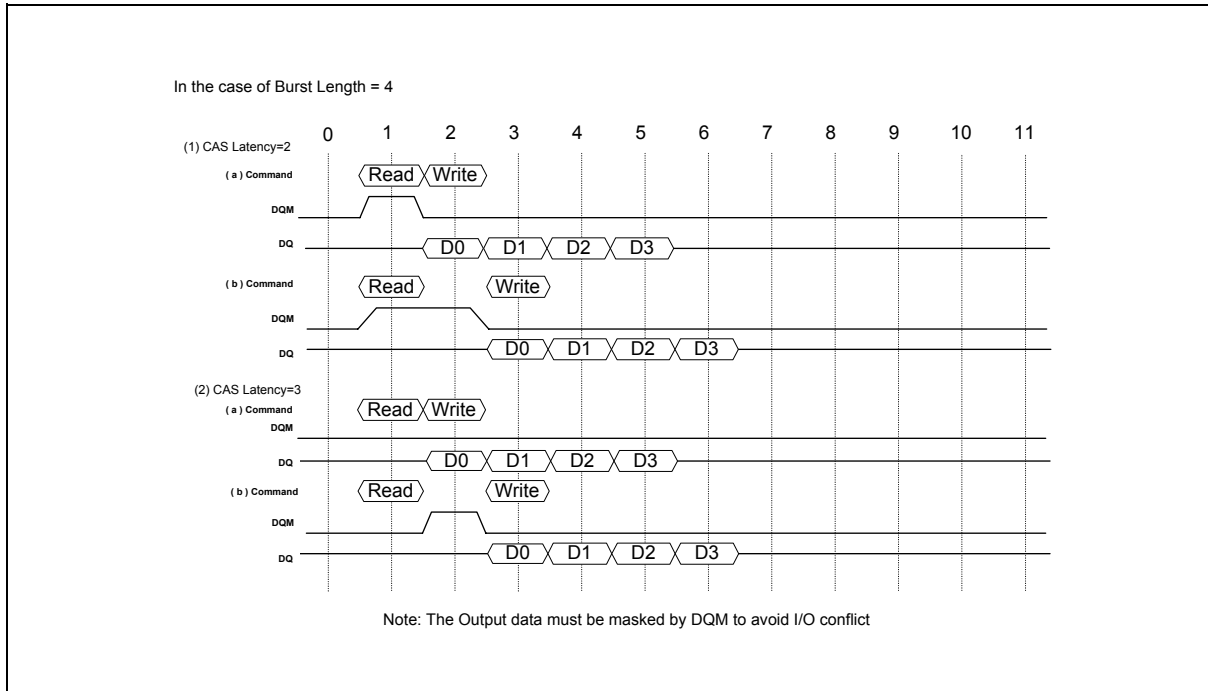 In the case of Burst Length = 4
0 1 2 3 4 5 6 7 8 9 10 11
(1) CAS Latency=2
( a ) Command Read Write
DQM
DQ D0 D1 D2 D3
( b ) Command Read Write
DQM
DQ D0 D1 D2 D3
(2) CAS Latency=3
( a ) Command Read Write
DQM
DQ D0 D1 D2 D3
( b ) Command Read Write
DQM
DQ D0 D1 D2 D3
Note: The Output data must be masked by DQM to avoid I/O conflict